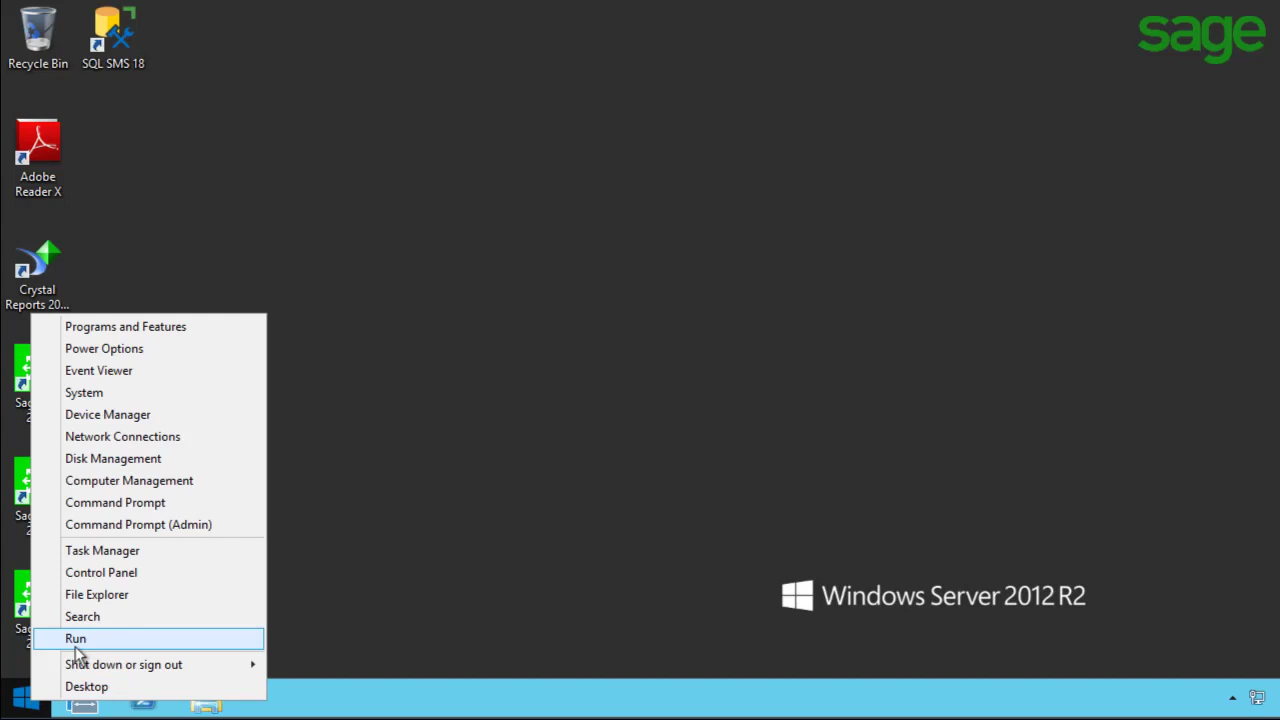 Recycle Bin
SQL SMS 18
sage
Adobe
Reader X
Crystal
Reports 20...
Programs and Features
Power Options
Event Viewer
System
Device Manager
Network Connections
Disk Management
Computer Management
Command Prompt
Command Prompt (Admin)
Task Manager
Control Panel
File Explorer
Search
Run
Shut down or sign out
Desktop
Windows Server 2012 R2